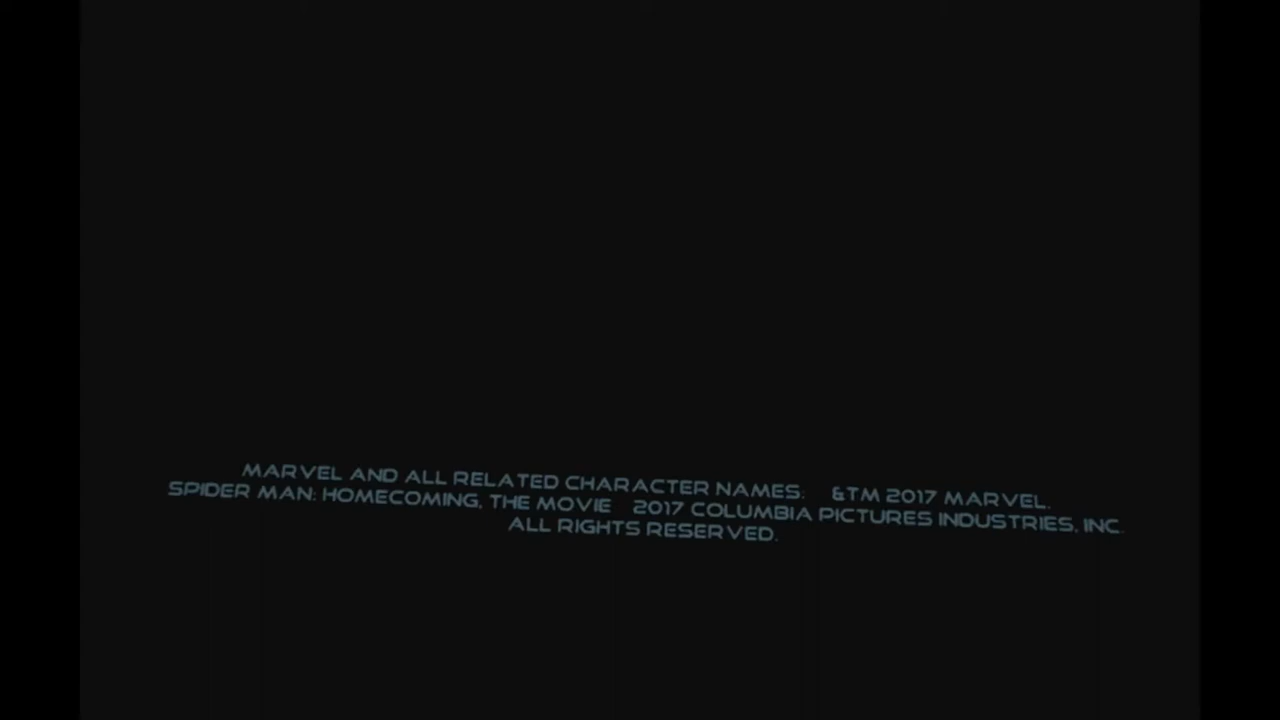 MARVEL AND ALL RELATED CHARACTER NAMES: &TM 2017 MARVEL.
SPIDER MAN: HOMECOMING, THE MOVIE 2017 COLUMBIA PICTURES INDUSTRIES, INC.
ALL RIGHTS RESERVED.